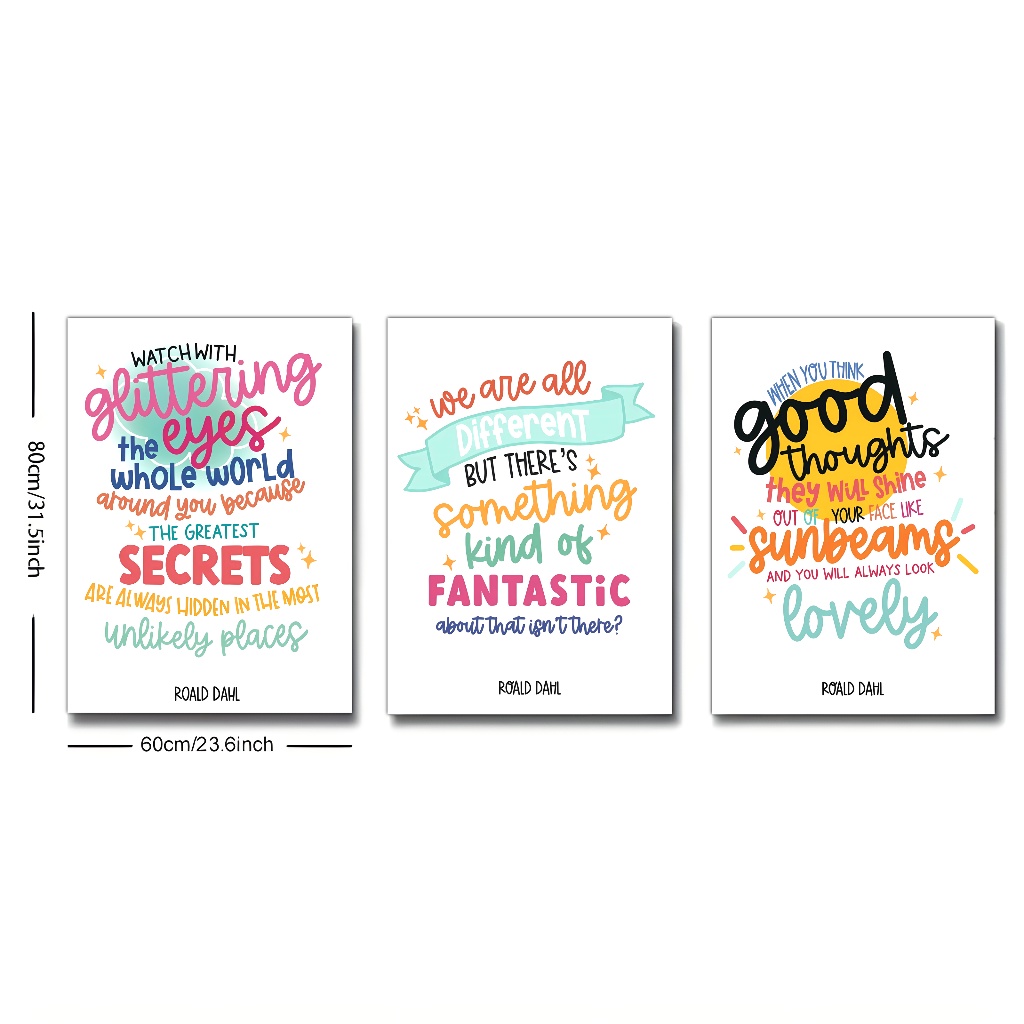 80cm/31.5inch
60cm/23.6inch
WATCH WITH
glittering
eyes
the
whole world
around you because
THE GREATEST
SECRETS
ARE ALWAYS HIDDEN IN THE MOST
unlikely places
ROALD DAHL
we are all
Different
BUT THERE'S
something
kind of
FANTASTiC
about that isn't there?
ROALD DAHL
WHEN YOU THINK
good
thoughts
they WiLL Shine
OUT OF YOUR FACE LIKE
sunbeams
AND YOU WILL ALWAYS LOOK
lovely
ROALD DAHL